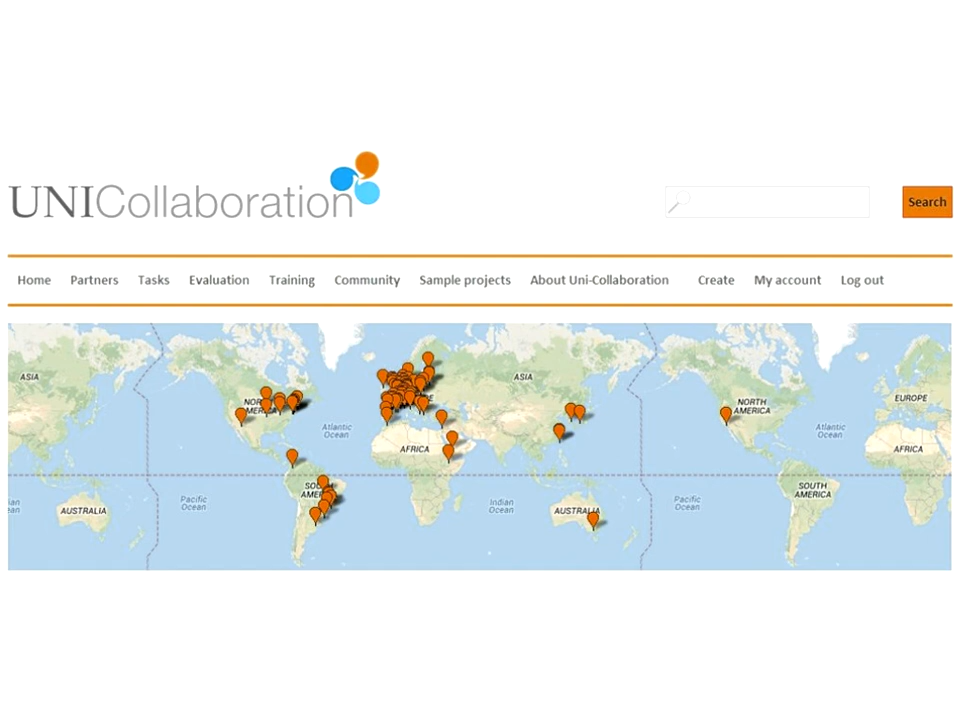 UNICollaboration
Search
Home Partners Tasks Evaluation Training Community Sample projects About Uni-Collaboration Create My account Log out
ASIA
NORTH AMERICA
Atlantic Ocean
AFRICA
ASIA
NORTH AMERICA
Atlantic Ocean
EUROPE
AFRICA
AUSTRALIA
Pacific Ocean
Indian Ocean
AUSTRALIA
Pacific Ocean
SOUTH AMERICA